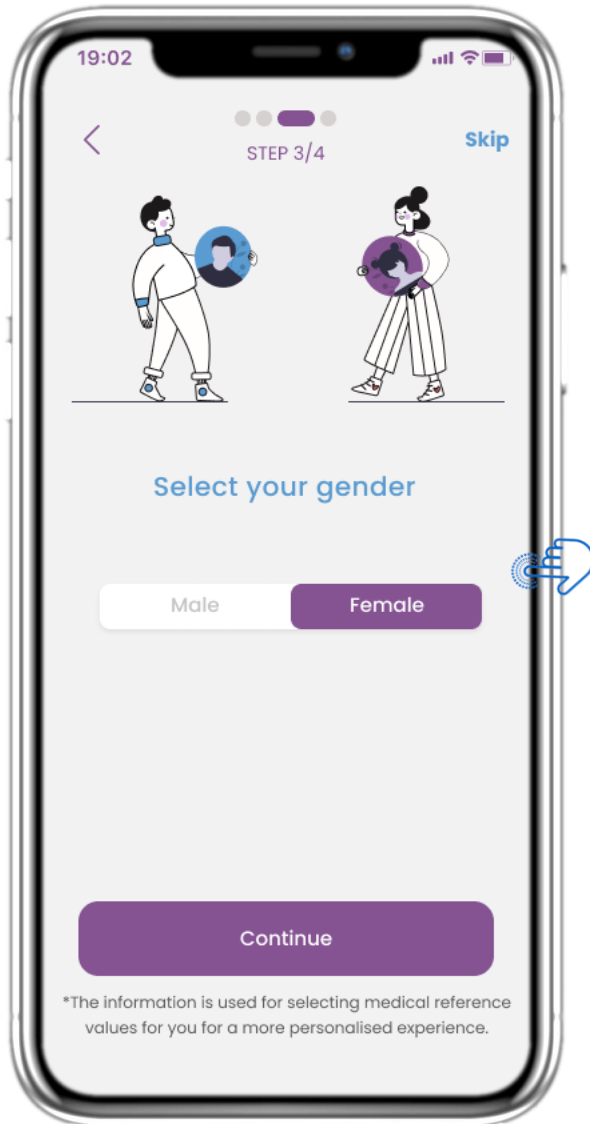 19:02
STEP 3/4
Skip
Select your gender
Male
Female
Continue
*The information is used for selecting medical reference
values for you for a more personalised experience.